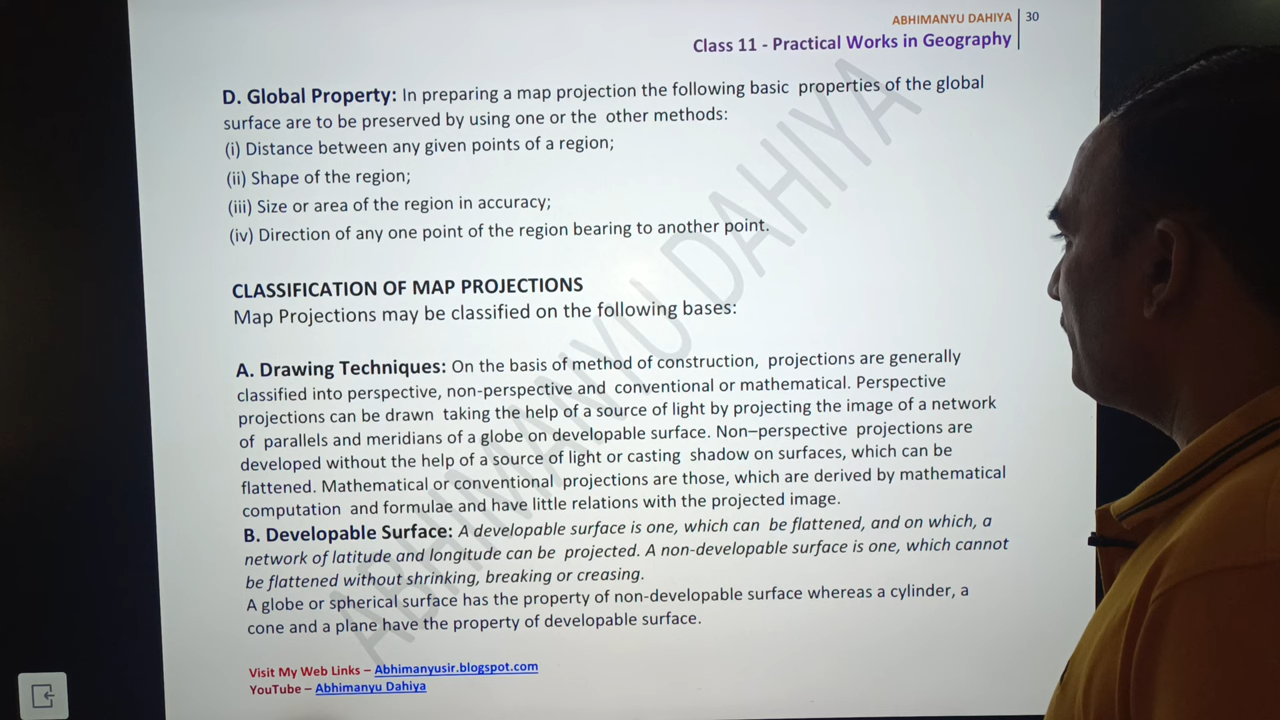 ABHIMANYU DAHIYA 30
Class 11 - Practical Works in Geography
D. Global Property: In preparing a map projection the following basic properties of the global
surface are to be preserved by using one or the other methods:
(i) Distance between any given points of a region;
(ii) Shape of the region;
(iii) Size or area of the region in accuracy;
(iv) Direction of any one point of the region bearing to another point.
CLASSIFICATION OF MAP PROJECTIONS
Map Projections may be classified on the following bases:
A. Drawing Techniques: On the basis of method of construction, projections are generally
classified into perspective, non-perspective and conventional or mathematical. Perspective
projections can be drawn taking the help of a source of light by projecting the image of a network
of parallels and meridians of a globe on developable surface. Non–perspective projections are
developed without the help of a source of light or casting shadow on surfaces, which can be
flattened. Mathematical or conventional projections are those, which are derived by mathematical
computation and formulae and have little relations with the projected image.
B. Developable Surface: A developable surface is one, which can be flattened, and on which, a
network of latitude and longitude can be projected. A non-developable surface is one, which cannot
be flattened without shrinking, breaking or creasing.
A globe or spherical surface has the property of non-developable surface whereas a cylinder, a
cone and a plane have the property of developable surface.
Visit My Web Links – Abhimanyusir.blogspot.com
YouTube – Abhimanyu Dahiya
ABHIMANYU DAHIYA